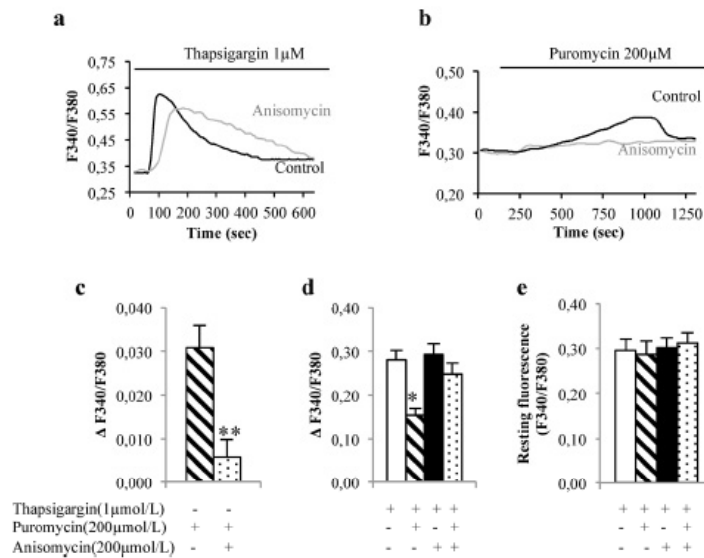 a
Thapsigargin 1µM
F340/F380
0,75
0,65
0,55
0,45
0,35
0,25
Anisomycin
Control
0 100 200 300 400 500 600
Time (sec)
b
Puromycin 200µM
F340/F380
0,50
0,40
0,30
0,20
Control
Anisomycin
0 250 500 750 1000 1250
Time (sec)
c
Δ F340/F380
0,040
0,030
0,020
0,010
0,000
**
d
Δ F340/F380
0,40
0,30
0,20
0,10
0,00
*
e
Resting fluorescence
(F340/F380)
0,40
0,30
0,20
0,10
0,00
Thapsigargin(1µmol/L) - - + + + + + + + +
Puromycin(200µmol/L) + + - + - + - + - +
Anisomycin(200µmol/L) - + - - + + - - + +